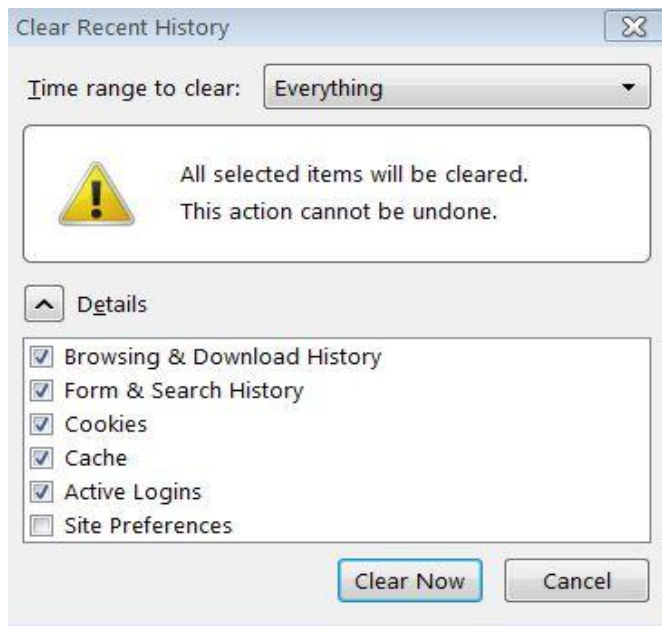 Clear Recent History
Time range to clear: Everything
All selected items will be cleared.
This action cannot be undone.
Details
Browsing & Download History
Form & Search History
Cookies
Cache
Active Logins
Site Preferences
Clear Now Cancel